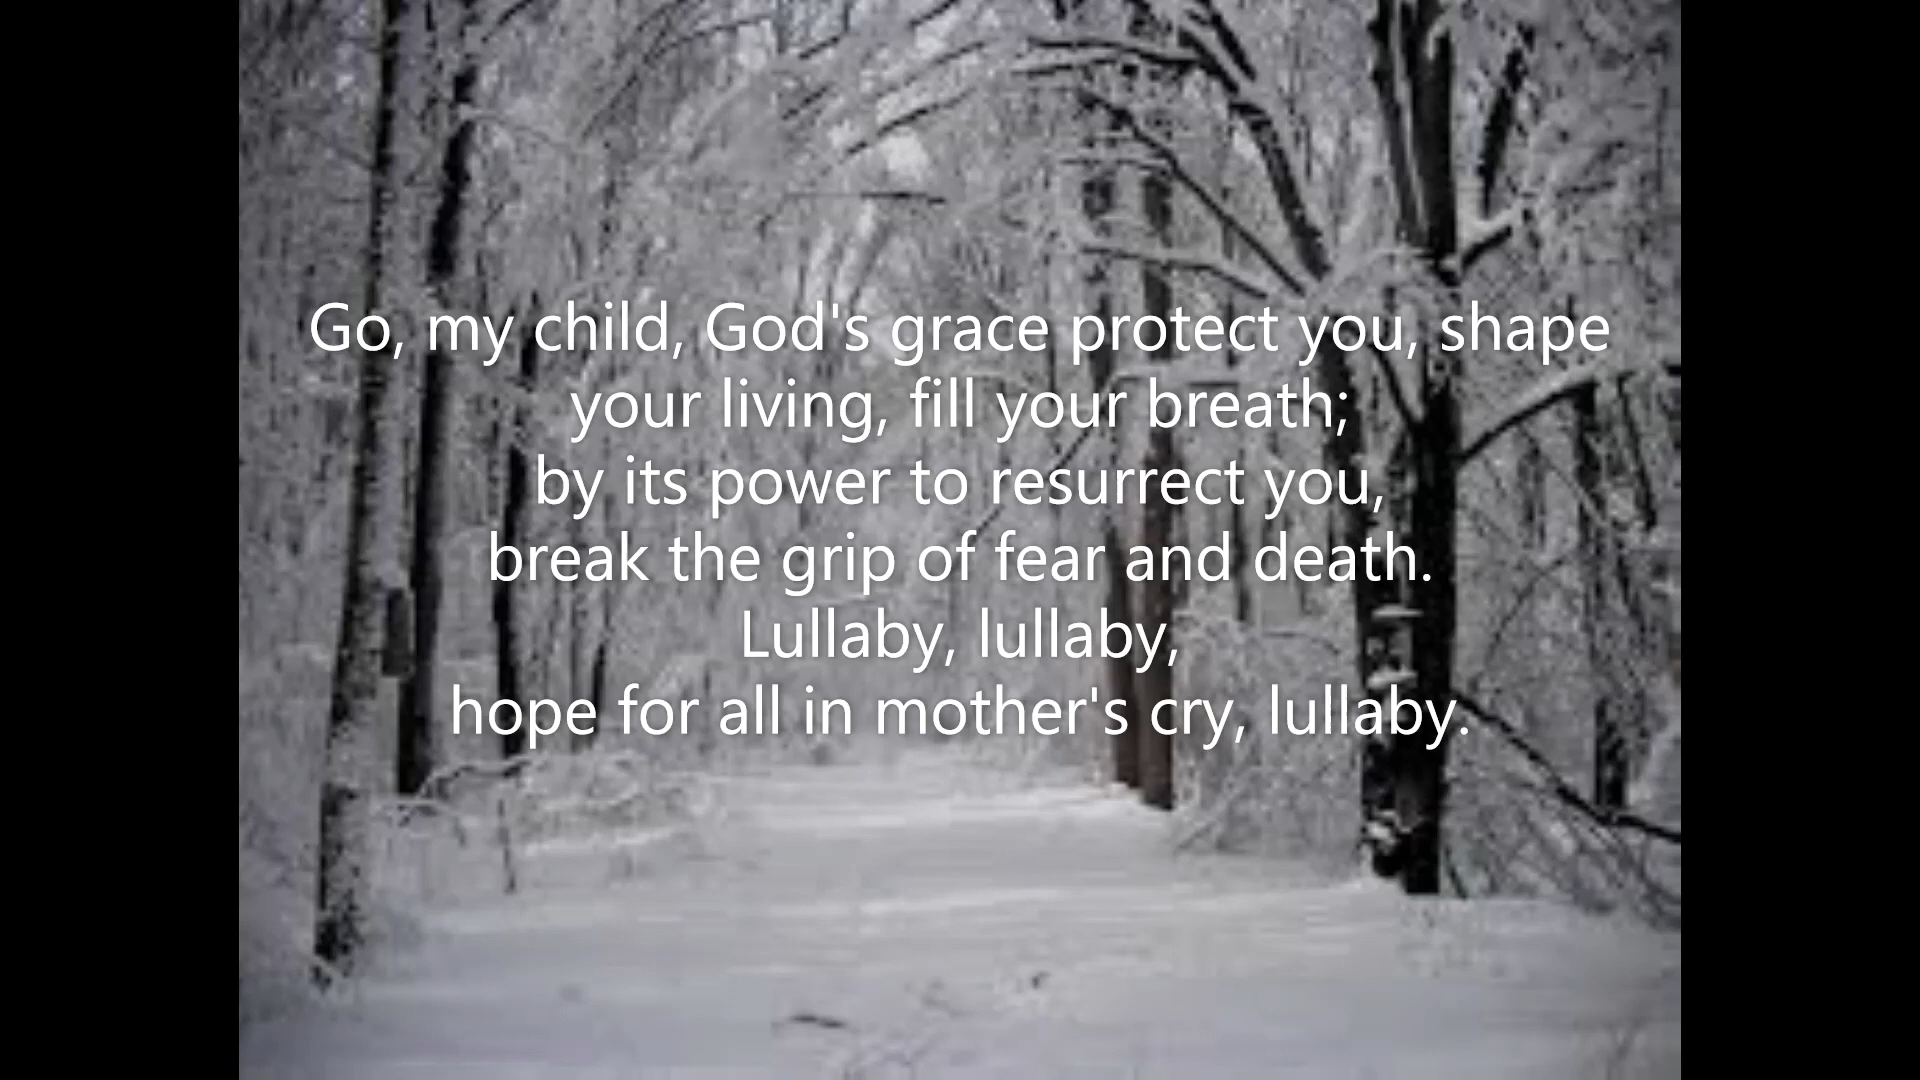 Go, my child, God's grace protect you, shape
your living, fill your breath;
by its power to resurrect you,
break the grip of fear and death.
Lullaby, lullaby,
hope for all in mother's cry, lullaby.